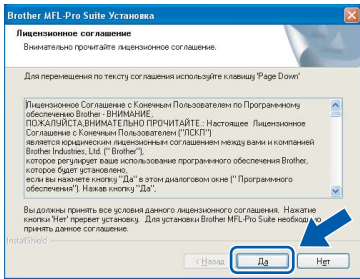 Brother MFL-Pro Suite Установка
Лицензионное соглашение
Внимательно прочитайте лицензионное соглашение.
Для перемещения по тексту соглашения используйте клавишу 'Page Down'
Лицензионное Соглашение с Конечным Пользователем по Программному
обеспечению Brother - ВНИМАНИЕ,
ПОЖАЛУЙСТА,ВНИМАТЕЛЬНО ПРОЧИТАЙТЕ.: Настоящее Лицензионное
Соглашение с Конечным Пользователем ("ЛСКП")
является юридическим лицензионным соглашением между вами и компанией
Brother Industries, Ltd. (" Brother"),
которое регулирует ваше использование программного обеспечения Brother,
которое будет установлено,
если вы нажмете кнопку "Да" в этом диалоговом окне (" Программного
обеспечения"). Нажав кнопку "Да",
Вы должны принять все условия данного лицензионного соглашения. Нажатие
кнопки 'Нет' прервет установку. Для установки Brother MFL-Pro Suite необходимо
принять данное соглашение.
InstallShield
< Назад Да Нет